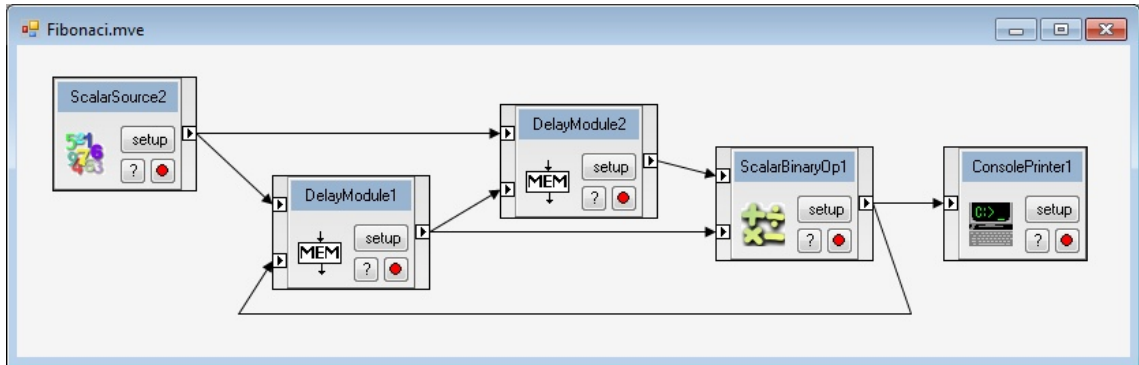 Fibonaci.mve
ScalarSource2
setup
?
DelayModule1
MEM
setup
?
DelayModule2
MEM
setup
?
ScalarBinaryOp1
setup
?
ConsolePrinter1
C:>_
setup
?